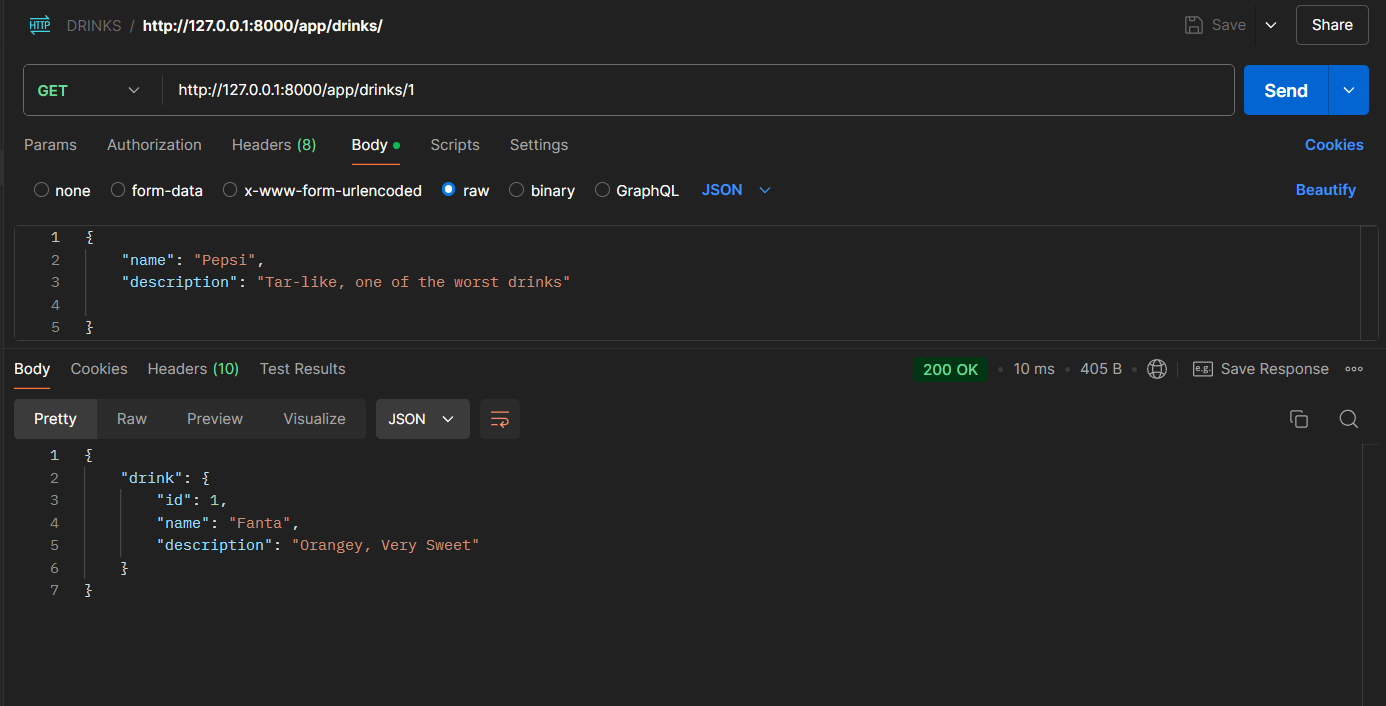 HTTP DRINKS / http://127.0.0.1:8000/app/drinks/ Save Share
GET http://127.0.0.1:8000/app/drinks/1 Send
Params Authorization Headers (8) Body Scripts Settings Cookies
none form-data x-www-form-urlencoded raw binary GraphQL JSON Beautify
1 {
2 "name": "Pepsi",
3 "description": "Tar-like, one of the worst drinks"
4
5 }
Body Cookies Headers (10) Test Results 200 OK 10 ms 405 B e.g. Save Response
Pretty Raw Preview Visualize JSON
1 {
2 "drink": {
3 "id": 1,
4 "name": "Fanta",
5 "description": "Orangey, Very Sweet"
6 }
7 }